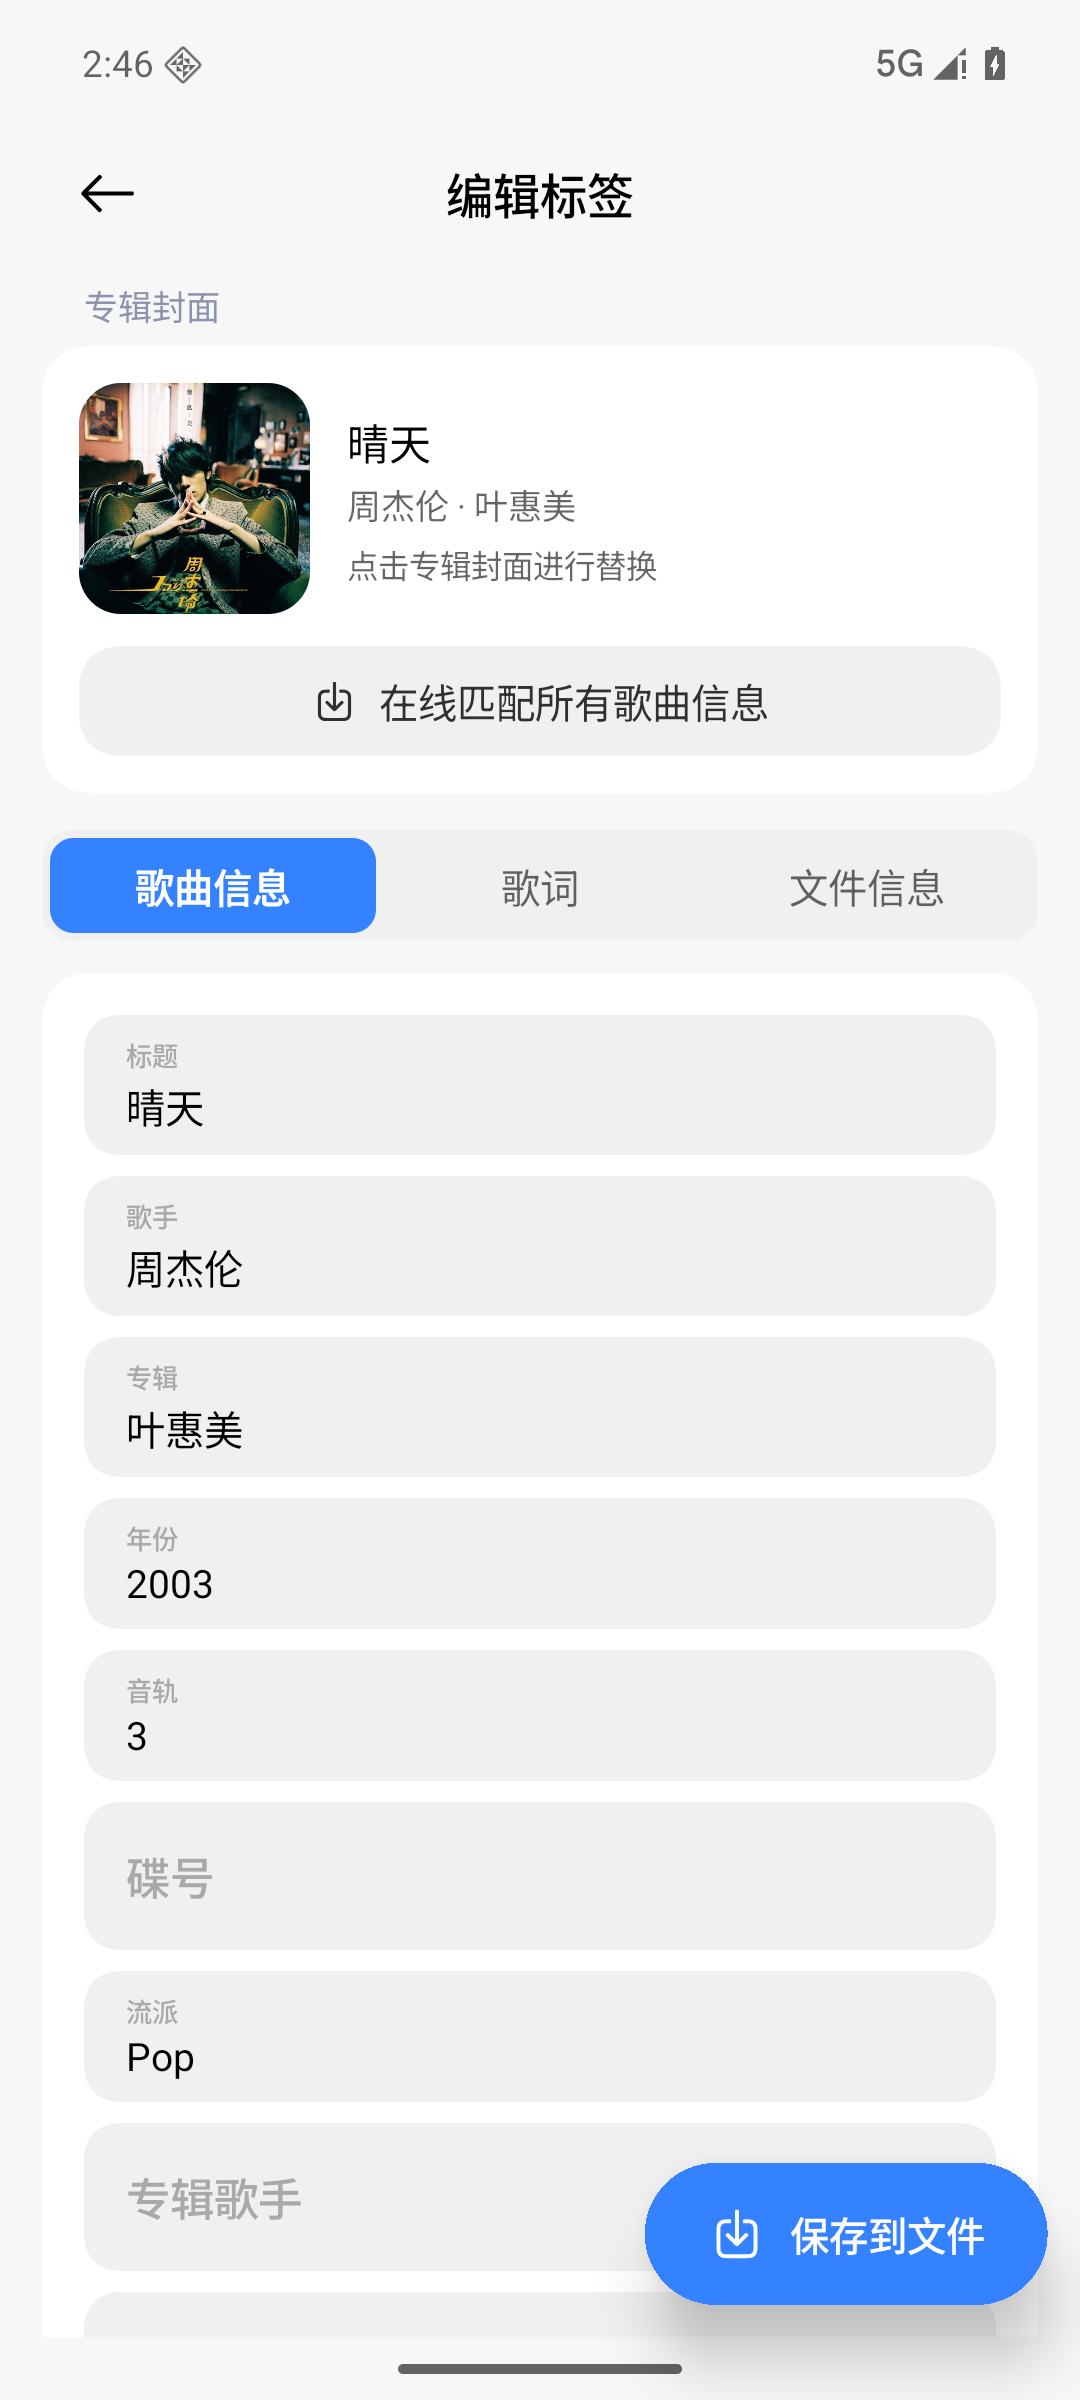 2:46
5G
编辑标签
专辑封面
晴天
周杰伦 · 叶惠美
点击专辑封面进行替换
周杰伦
Jay
在线匹配所有歌曲信息
歌曲信息
歌词
文件信息
标题
晴天
歌手
周杰伦
专辑
叶惠美
年份
2003
音轨
3
碟号
流派
Pop
专辑歌手
保存到文件